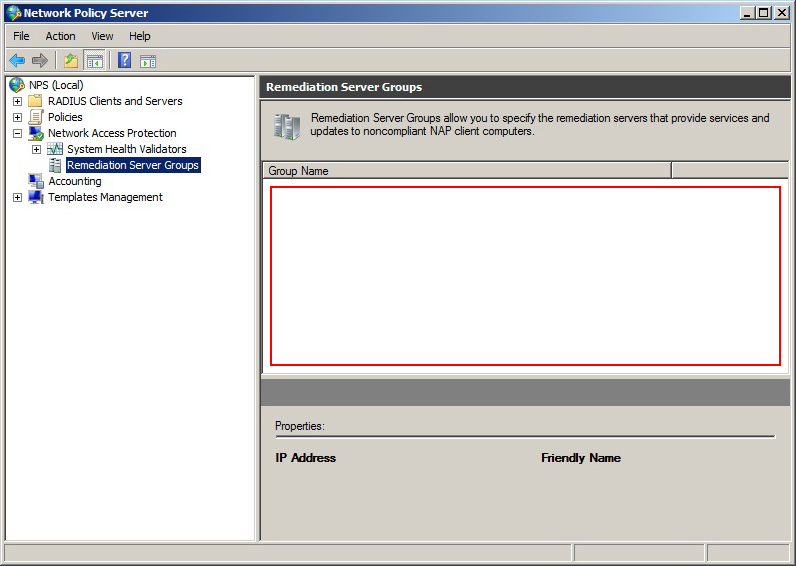 Network Policy Server
File Action View Help
NPS (Local)
RADIUS Clients and Servers
Policies
Network Access Protection
System Health Validators
Remediation Server Groups
Accounting
Templates Management
Remediation Server Groups
Remediation Server Groups allow you to specify the remediation servers that provide services and
updates to noncompliant NAP client computers.
Group Name
Properties:
IP Address Friendly Name